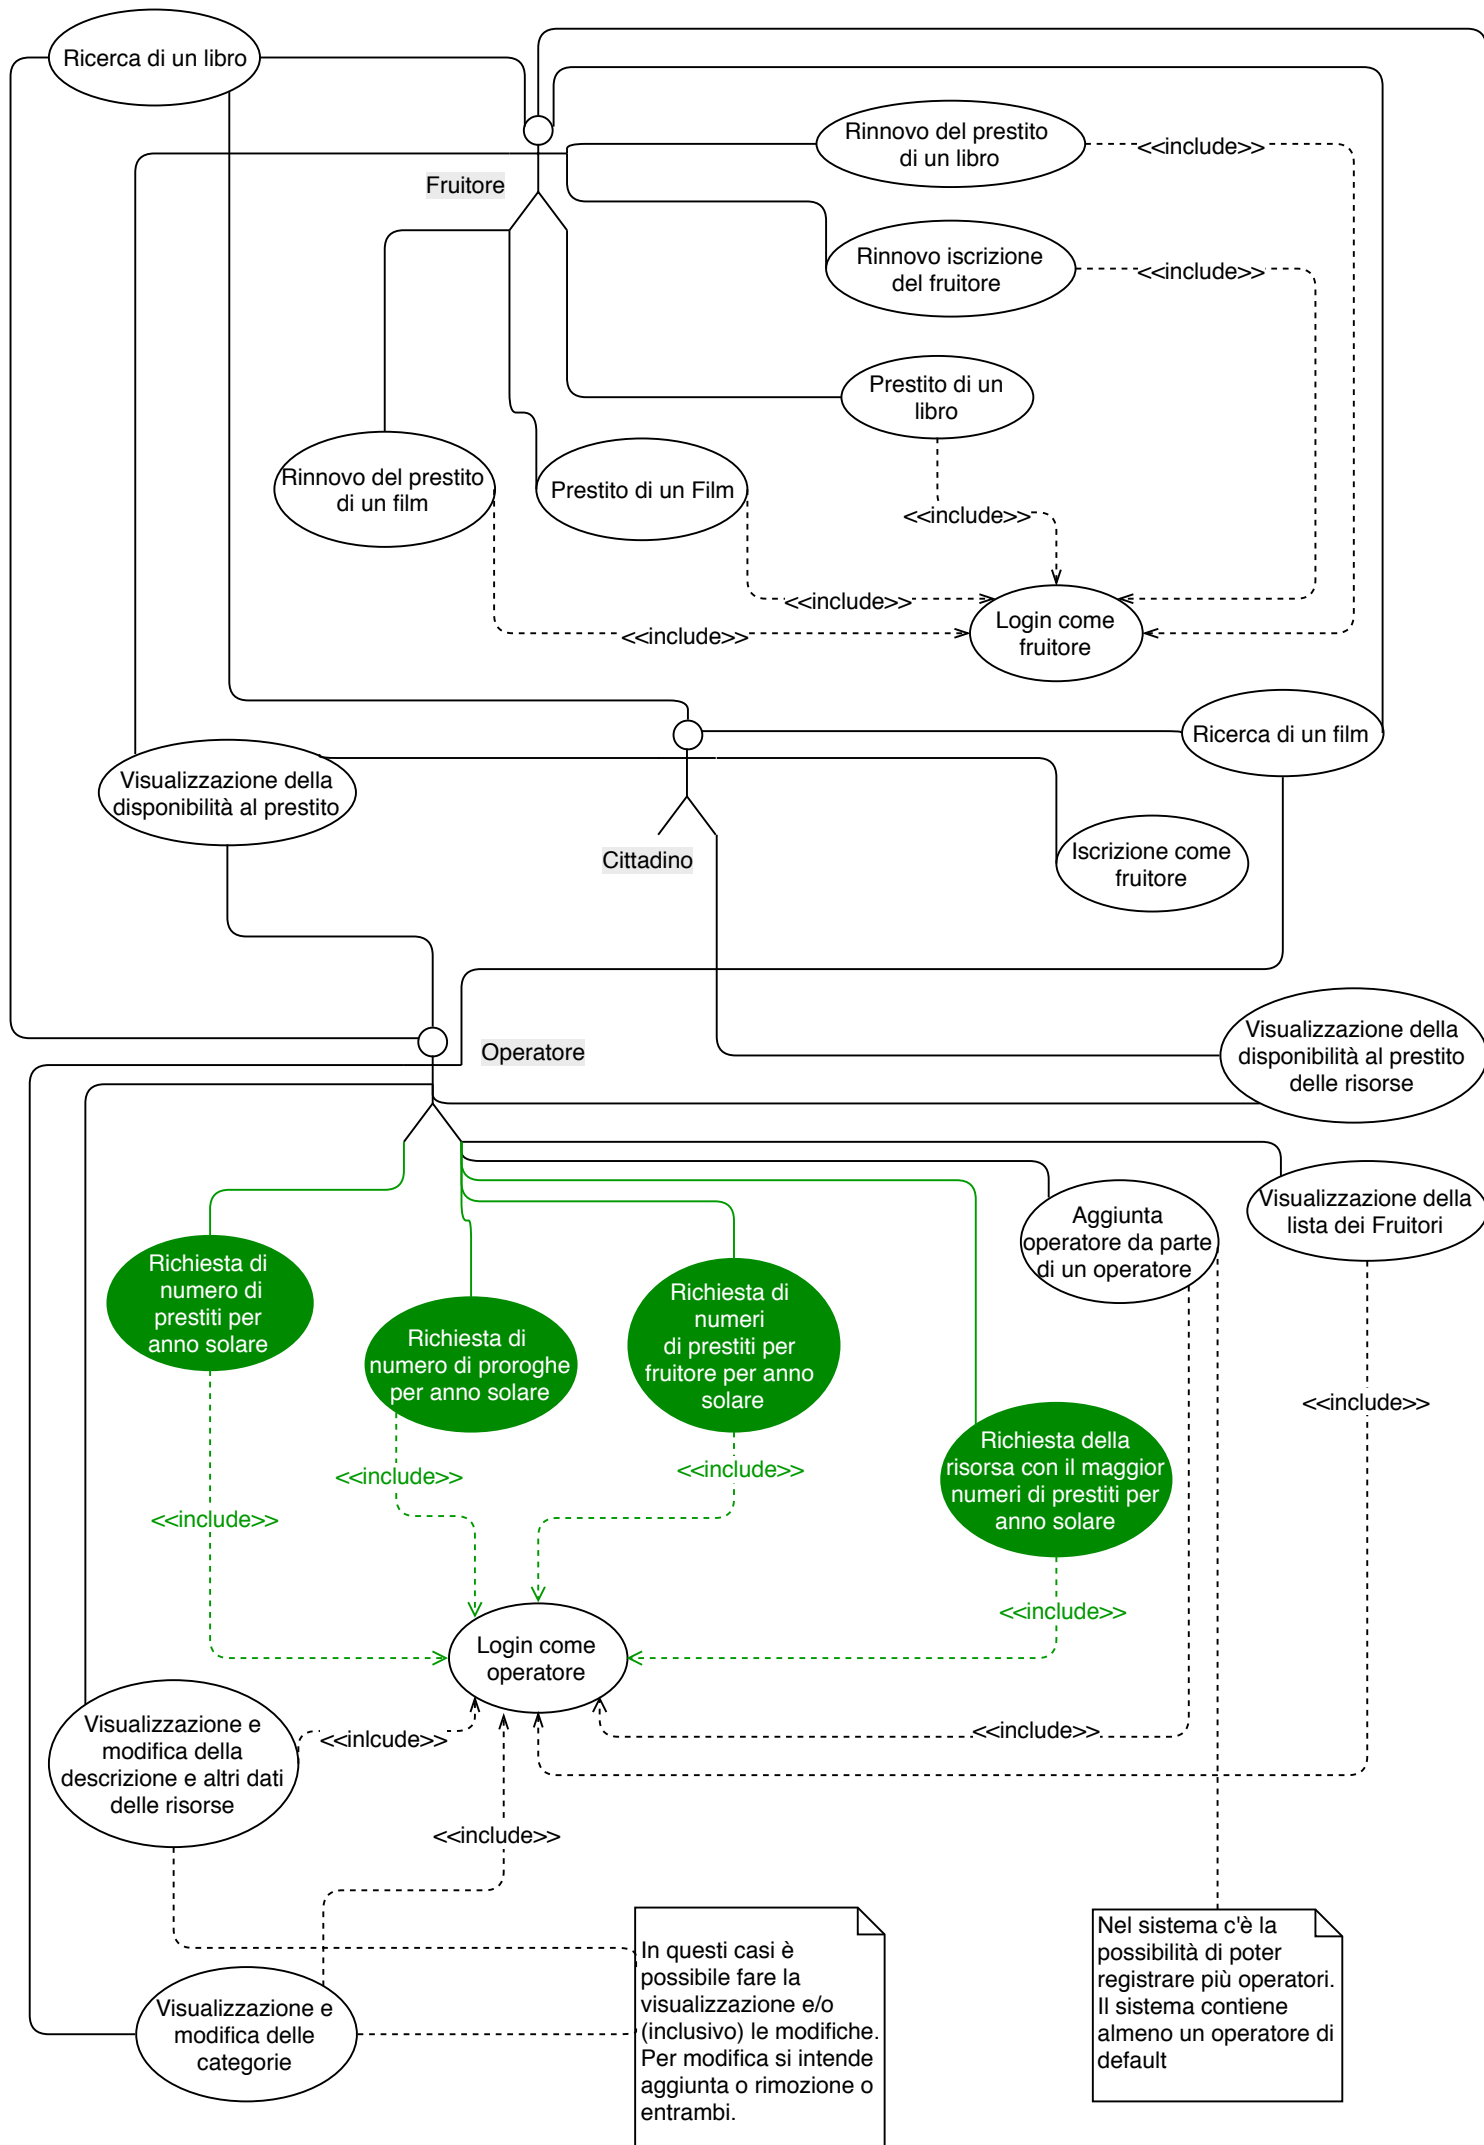 Ricerca di un libro
Rinnovo del prestito
di un libro
<<include>>
Fruitore
Rinnovo iscrizione
del fruitore
<<include>>
Prestito di un
libro
Rinnovo del prestito
di un film
Prestito di un Film
<<include>>
<<include>>
<<include>>
Login come
fruitore
Ricerca di un film
Visualizzazione della
disponibilità al prestito
Cittadino
Iscrizione come
fruitore
Operatore
Visualizzazione della
disponibilità al prestito
delle risorse
Visualizzazione della
lista dei Fruitori
Aggiunta
operatore da parte
di un operatore
Richiesta di
numero di
prestiti per
anno solare
Richiesta di
numero di proroghe
per anno solare
Richiesta di
numeri
di prestiti per
fruitore per anno
solare
<<include>>
Richiesta della
risorsa con il maggior
numeri di prestiti per
anno solare
<<include>>
<<include>>
<<include>>
<<include>>
Login come
operatore
Visualizzazione e
modifica della
descrizione e altri dati
delle risorse
<<inlcude>>
<<include>>
<<include>>
Nel sistema c'è la
possibilità di poter
registrare più operatori.
Il sistema contiene
almeno un operatore di
default
In questi casi è
possibile fare la
visualizzazione e/o
(inclusivo) le modifiche.
Per modifica si intende
aggiunta o rimozione o
entrambi.
Visualizzazione e
modifica delle
categorie